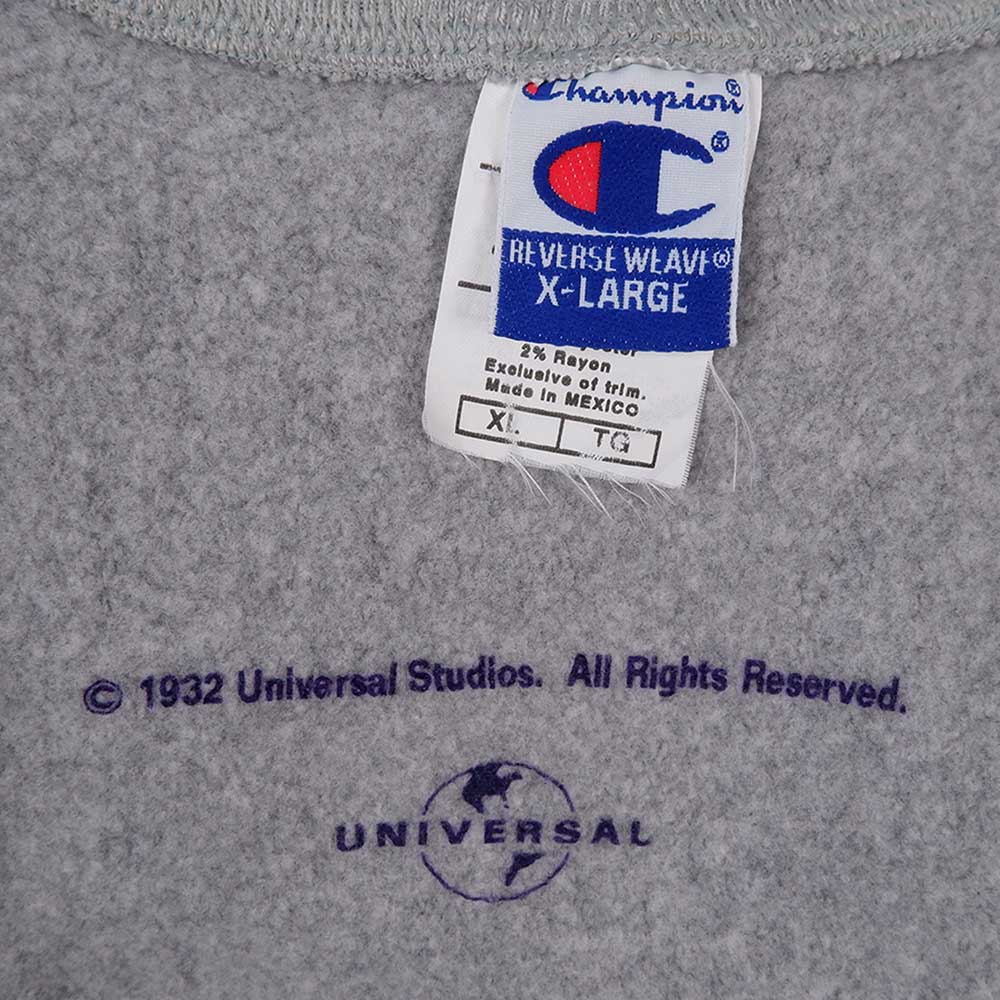 Champion®
®
REVERSE WEAVE®
X-LARGE
2% Rayon
Exclusive of trim.
Made in MEXICO
XL TG
© 1932 Universal Studios. All Rights Reserved.
UNIVERSAL